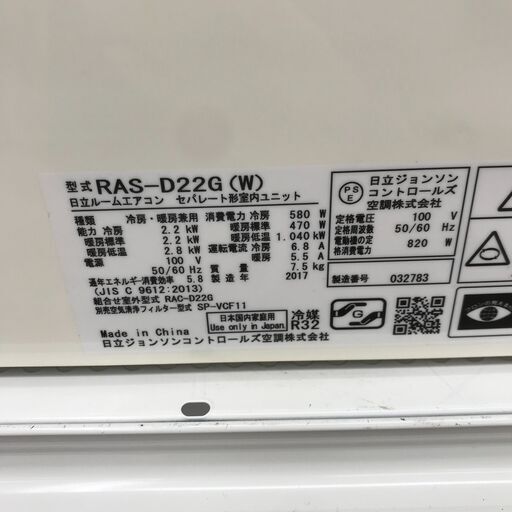 型式 RAS-D22G(W)
日立ルームエアコン セパレート形室内ユニット
種類 冷房・暖房兼用 消費電力 冷房 580 W
能力 冷房 2.2 kW 暖房標準 470 W
暖房標準 2.2 kW 暖房低温 1.040 kW
暖房低温 2.8 kW 運転電流 冷房 6.8 A
電源 100 V 暖房 5.5 A
50/60 Hz 質量 7.5 kg
通年エネルギー消費効率 5.8 2017
(JIS C 9612:2013)
組合せ室外型式 RAC-D22G
別売空気清浄フィルター型式 SP-VCF11
Made in China
日本国内家庭用
Use only in Japan.
冷媒
R32
日立ジョンソンコントロールズ空調株式会社
PS
E
日立ジョンソン
コントロールズ
空調株式会社
定格電圧 100 V
定格周波数 50/60 Hz
電動機の定
格消費電力 820 W
製造番号 032783
G